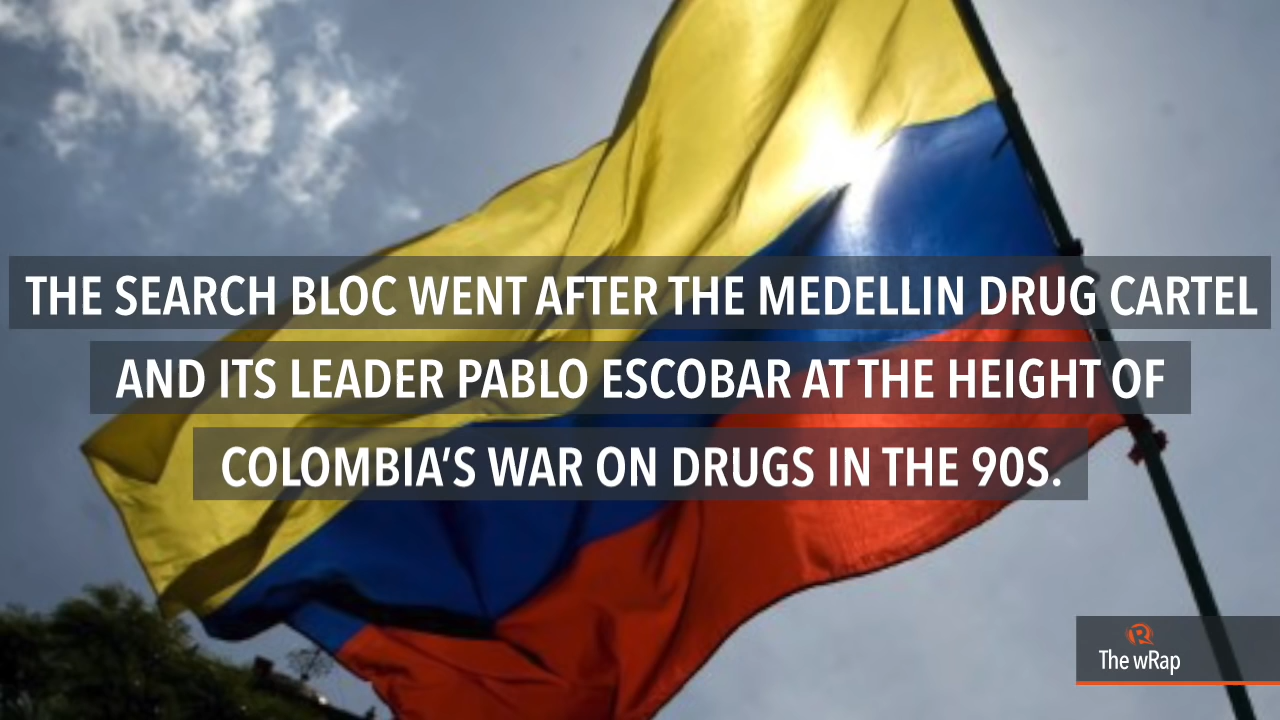 THE SEARCH BLOC WENT AFTER THE MEDELLIN DRUG CARTEL
AND ITS LEADER PABLO ESCOBAR AT THE HEIGHT OF
COLOMBIA’S WAR ON DRUGS IN THE 90S.
R
The wRap